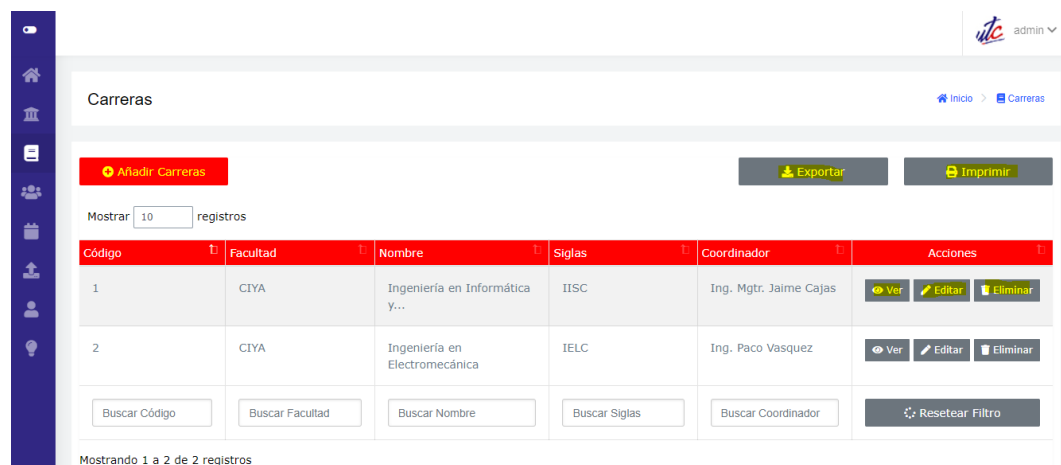 utc admin
Carreras
Inicio > Carreras
Añadir Carreras
Exportar
Imprimir
Mostrar 10 registros
Código Facultad Nombre Siglas Coordinador Acciones
1 CIYA Ingeniería en Informática IISC Ing. Mgtr. Jaime Cajas Ver Editar Eliminar
y...
2 CIYA Ingeniería en IELC Ing. Paco Vasquez Ver Editar Eliminar
Electromecánica
Buscar Código Buscar Facultad Buscar Nombre Buscar Siglas Buscar Coordinador Resetear Filtro
Mostrando 1 a 2 de 2 registros